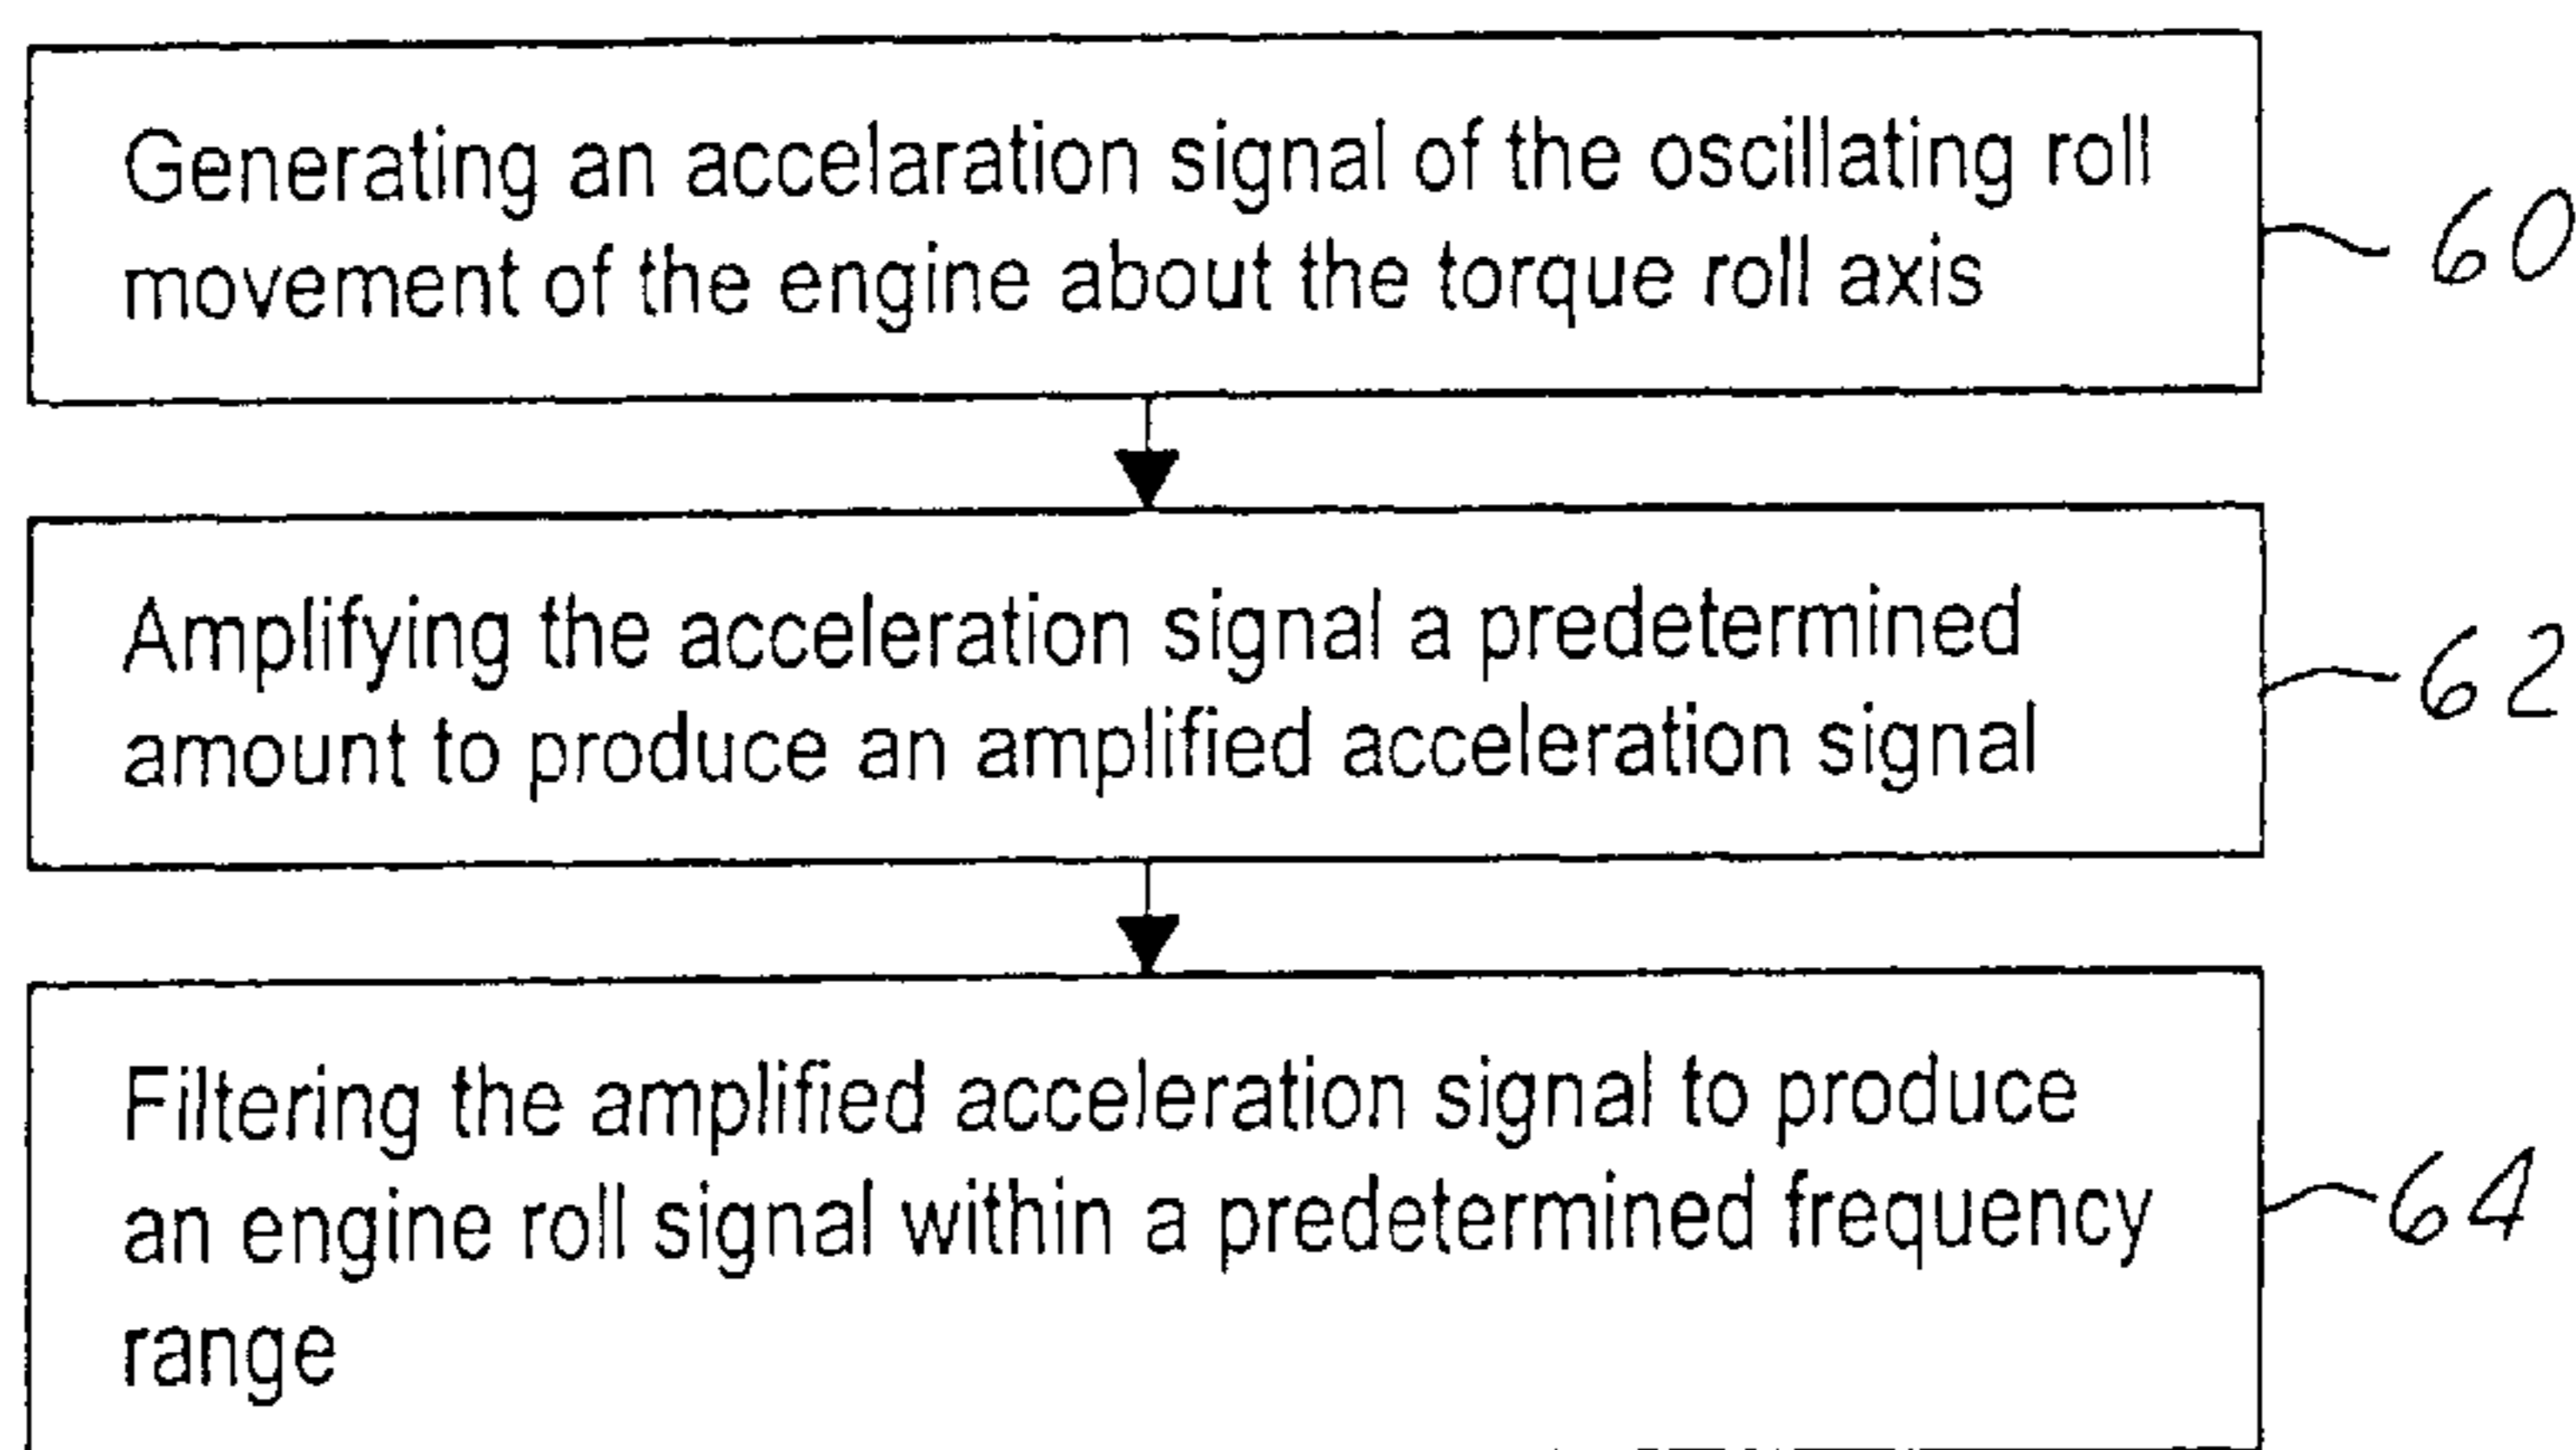 Generating an accelaration signal of the oscillating roll
movement of the engine about the torque roll axis
60
Amplifying the acceleration signal a predetermined
amount to produce an amplified acceleration signal
62
Filtering the amplified acceleration signal to produce
an engine roll signal within a predetermined frequency
range
64